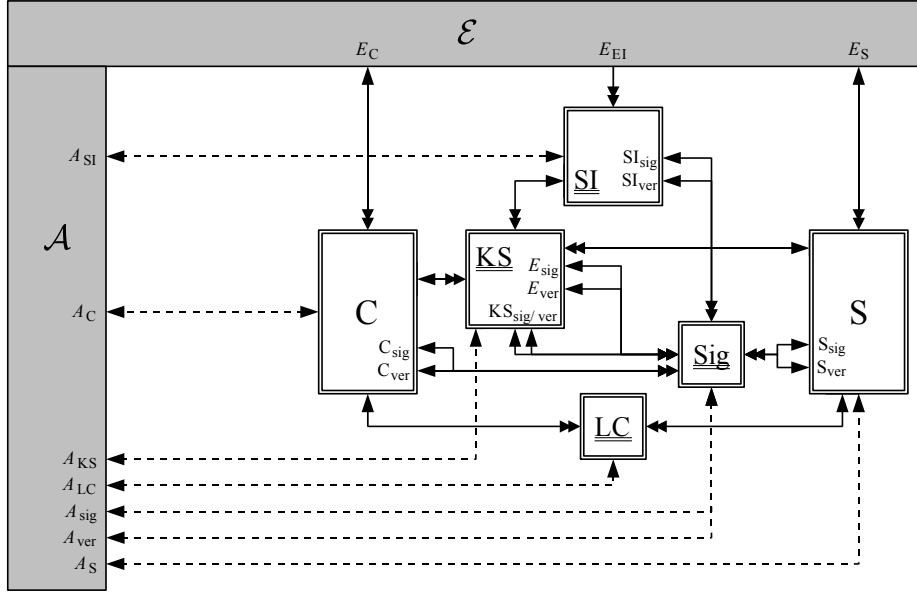 ℰ
E_C
E_EI
E_S
𝒜
A_SI
SI_sig
SI_ver
SI
KS
E_sig
E_ver
KS_sig/ver
A_C
C
S
C_sig
C_ver
Sig
S_sig
S_ver
LC
A_KS
A_LC
A_sig
A_ver
A_S